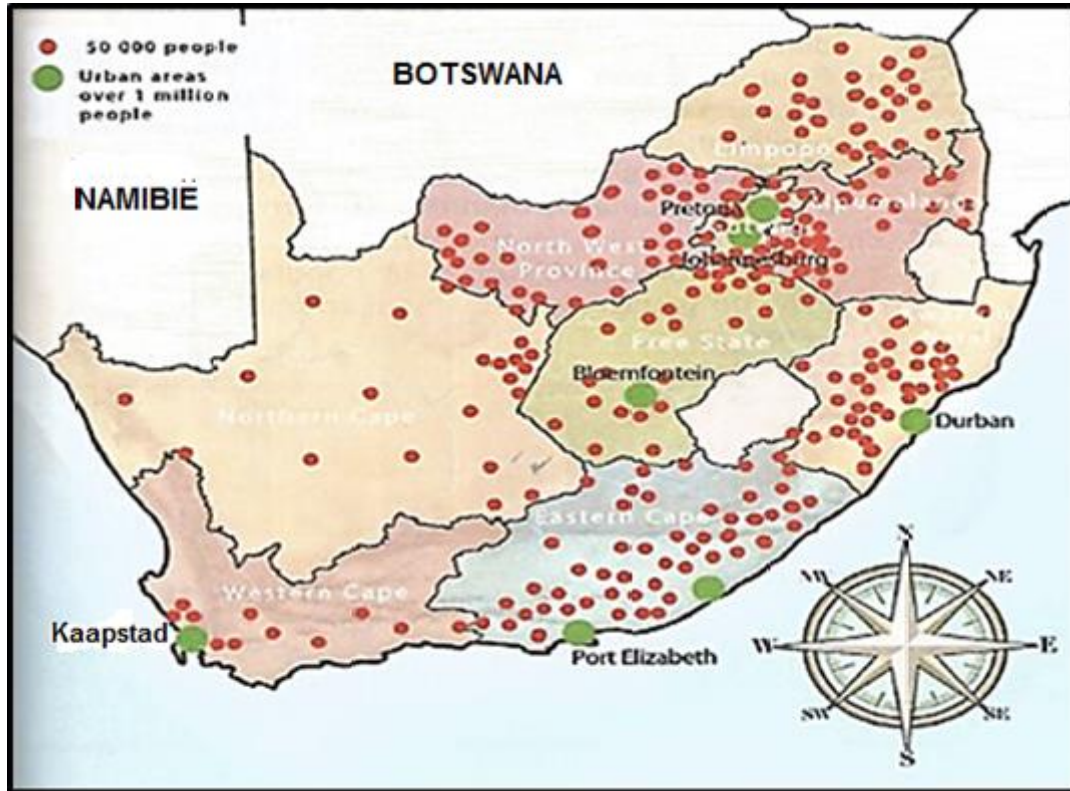 50 000 people
Urban areas
over 1 million
people
BOTSWANA
NAMIBIË
Limpopo
Pretoria
Johannesburg
North West
Province
Free State
Bloemfontein
Northern Cape
Durban
Eastern Cape
Western Cape
Kaapstad
Port Elizabeth
N
NW
NE
W
E
SW
SE
S